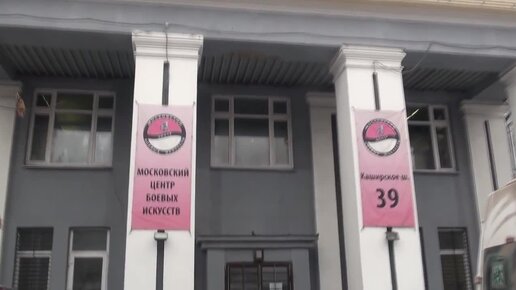 МОСКОВСКИЙ
ЦЕНТР
БОЕВЫХ
ИСКУССТВ
Каширское ш.
39